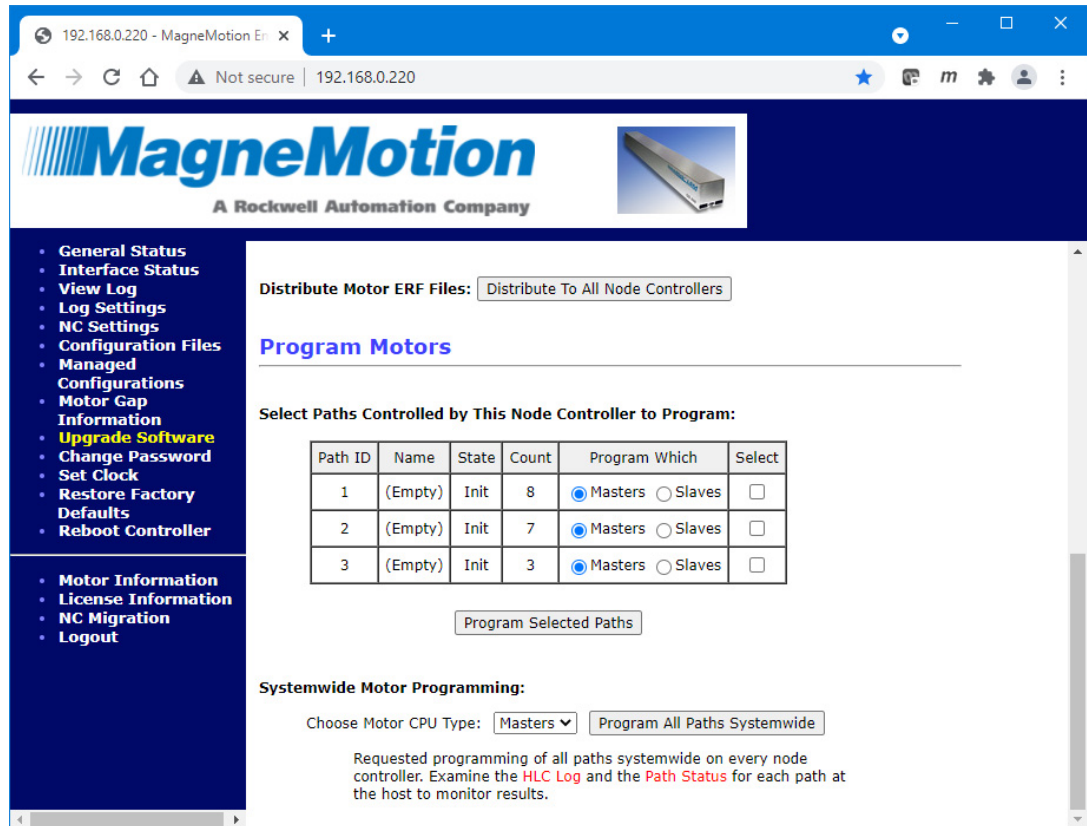 192.168.0.220 - MagneMotion En
Not secure | 192.168.0.220
MagneMotion
A Rockwell Automation Company
General Status
Interface Status
View Log
Log Settings
NC Settings
Configuration Files
Managed
Configurations
Motor Gap
Information
Upgrade Software
Change Password
Set Clock
Restore Factory
Defaults
Reboot Controller
Motor Information
License Information
NC Migration
Logout
Distribute Motor ERF Files: Distribute To All Node Controllers
Program Motors
Select Paths Controlled by This Node Controller to Program:
Path ID Name State Count Program Which Select
1 (Empty) Init 8 Masters Slaves
2 (Empty) Init 7 Masters Slaves
3 (Empty) Init 3 Masters Slaves
Program Selected Paths
Systemwide Motor Programming:
Choose Motor CPU Type: Masters Program All Paths Systemwide
Requested programming of all paths systemwide on every node
controller. Examine the HLC Log and the Path Status for each path at
the host to monitor results.